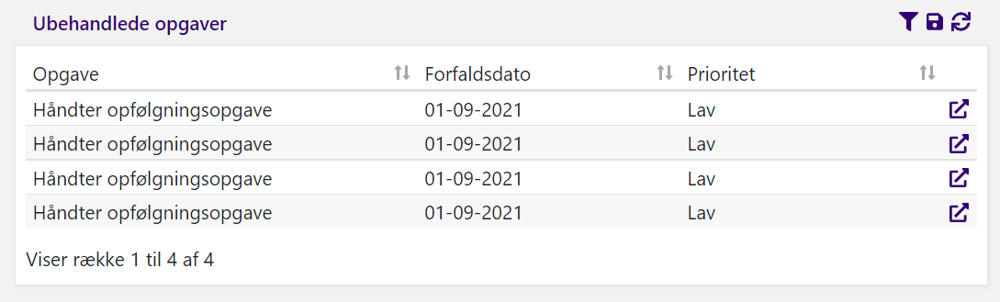 Ubehandlede opgaver
Opgave Forfaldsdato Prioritet
Håndter opfølgningsopgave 01-09-2021 Lav
Håndter opfølgningsopgave 01-09-2021 Lav
Håndter opfølgningsopgave 01-09-2021 Lav
Håndter opfølgningsopgave 01-09-2021 Lav
Viser række 1 til 4 af 4